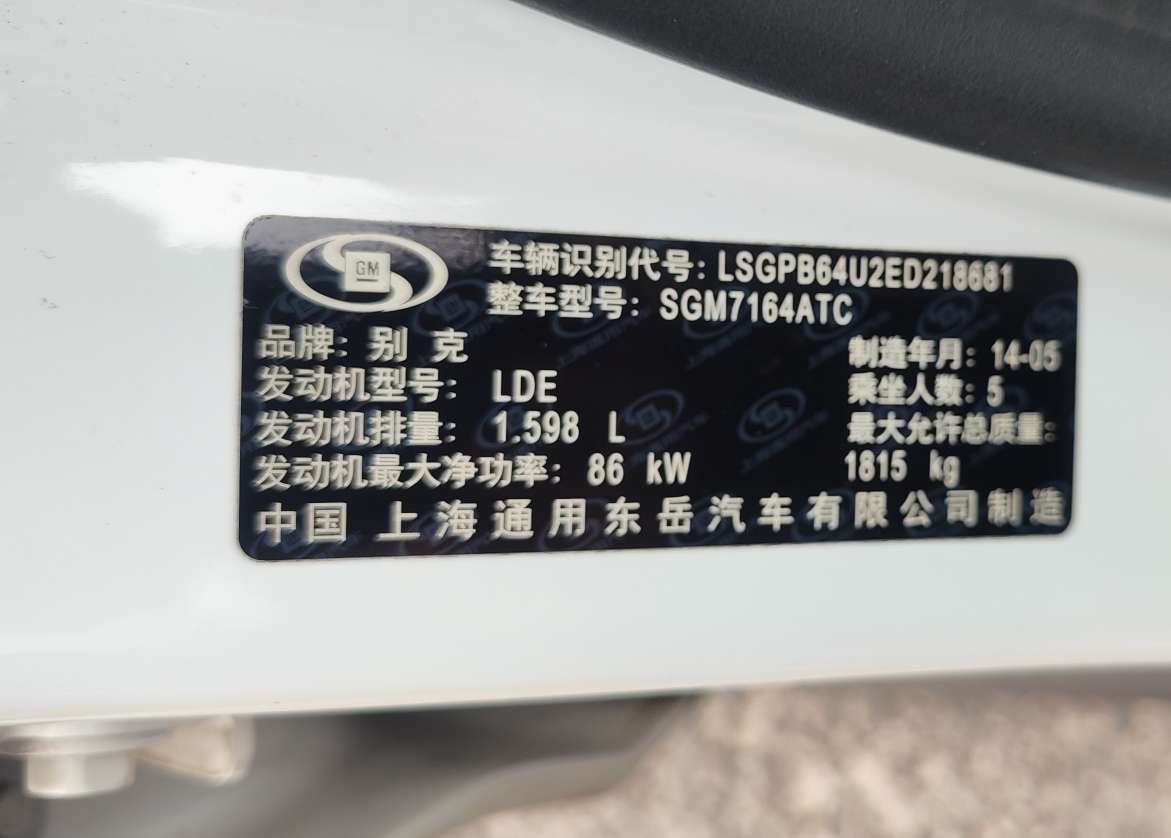 GM
车辆识别代号：LSGPB64U2ED218681
整车型号：SGM7164ATC
品牌：别 克
制造年月：14-05
发动机型号：LDE
乘坐人数：5
发动机排量：1.598 L
最大允许总质量：
发动机最大净功率：86 kW
1815 kg
中国 上海通用东岳汽车有限公司制造